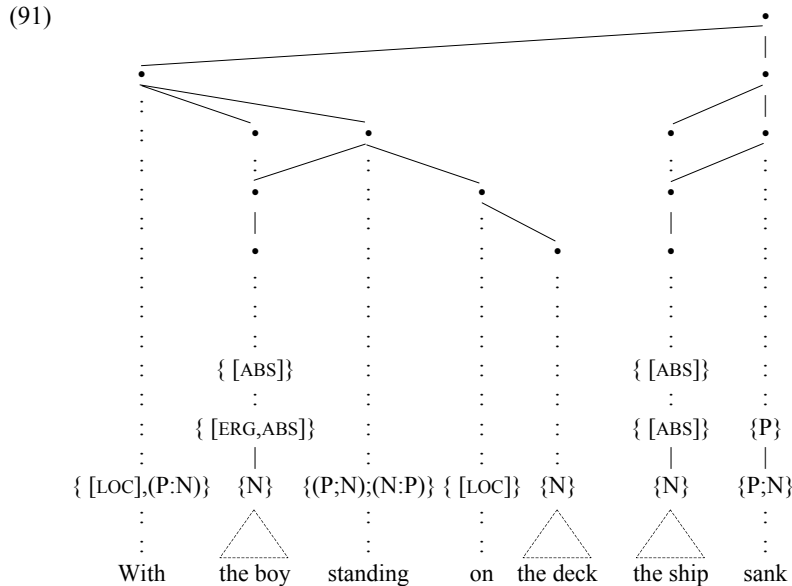 (91)
{ [ABS]} { [ABS]}
{ [ERG,ABS]} { [ABS]} {P}
{ [LOC],(P:N)} {N} {(P;N);(N:P)} { [LOC]} {N} {N} {P;N}
With the boy standing on the deck the ship sank